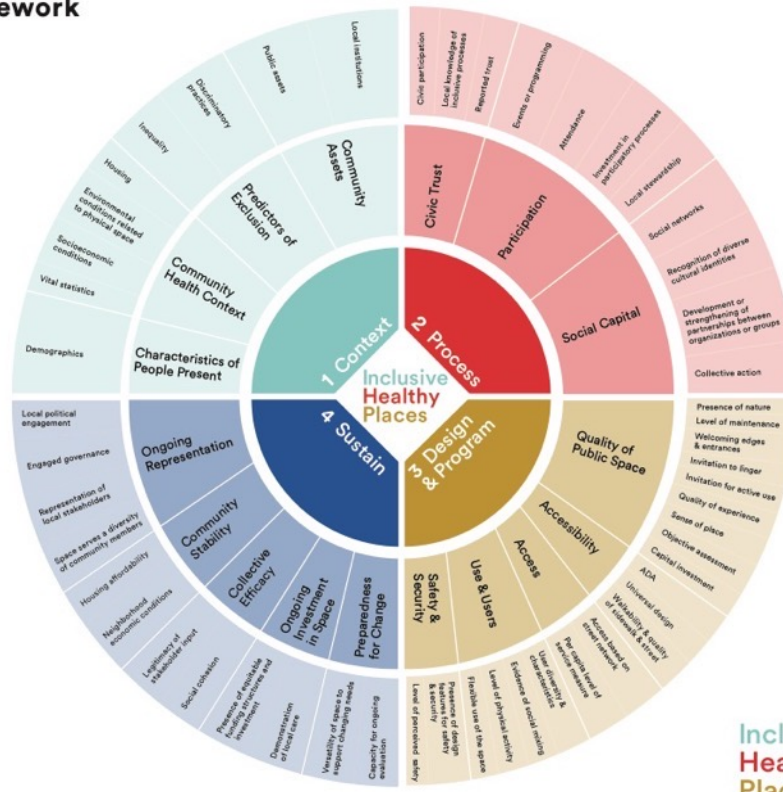 ework
Inclusive
Healthy
Places
1 Context
Community
Assets
Local institutions
Public assets
Predictors of
Exclusion
Discriminatory
practices
Inequality
Community
Health Context
Housing
Environmental
conditions related
to physical space
Socioeconomic
conditions
Vital statistics
Characteristics of
People Present
Demographics
2 Process
Civic Trust
Civic participation
Local knowledge of
inclusive processes
Reported trust
Participation
Events or programming
Attendance
Investment in
participatory processes
Local stewardship
Social Capital
Social networks
Recognition of diverse
cultural identities
Development or
strengthening of
partnerships between
organizations or groups
Collective action
3 Design
& Program
Quality of
Public Space
Presence of nature
Level of maintenance
Welcoming edges
& entrances
Invitation to linger
Invitation for active use
Quality of experience
Sense of place
Objective assessment
Capital investment
Accessibility
ADA
Universal design
Walkability & quality
of sidewalk & street
Access
Access based on
street network
Per capita level of
service measure
Use & Users
User diversity &
characteristics
Evidence of social mixing
Level of physical activity
Flexible use of the space
Safety &
Security
Presence of design
features for safety
& security
Level of perceived safety
4 Sustain
Ongoing
Representation
Local political
engagement
Engaged governance
Representation of
local stakeholders
Space serves a diversity
of community members
Community
Stability
Housing affordability
Neighborhood
economic conditions
Collective
Efficacy
Legitimacy of
stakeholder input
Social cohesion
Ongoing
Investment
in Space
Presence of equitable
funding structures and
investment
Demonstration
of local care
Preparedness
for Change
Versatility of space to
support changing needs
Capacity for ongoing
evaluation
Incl
Hea
Plac